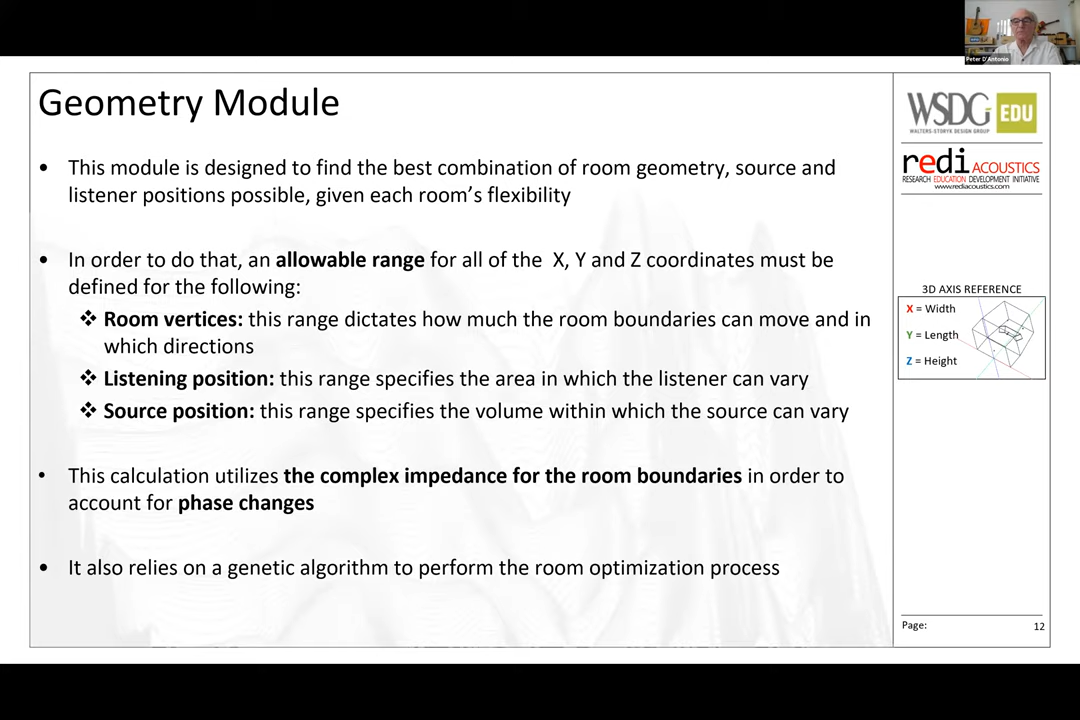 Peter D'Antonio
Geometry Module
• This module is designed to find the best combination of room geometry, source and
listener positions possible, given each room's flexibility
• In order to do that, an allowable range for all of the X, Y and Z coordinates must be
defined for the following:
❖ Room vertices: this range dictates how much the room boundaries can move and in
which directions
❖ Listening position: this range specifies the area in which the listener can vary
❖ Source position: this range specifies the volume within which the source can vary
• This calculation utilizes the complex impedance for the room boundaries in order to
account for phase changes
• It also relies on a genetic algorithm to perform the room optimization process
WSDG EDU
WALTERS-STORYK DESIGN GROUP
redi ACOUSTICS
RESEARCH EDUCATION DEVELOPMENT INITIATIVE
www.rediacoustics.com
3D AXIS REFERENCE
X = Width
Y = Length
Z = Height
Page: 12